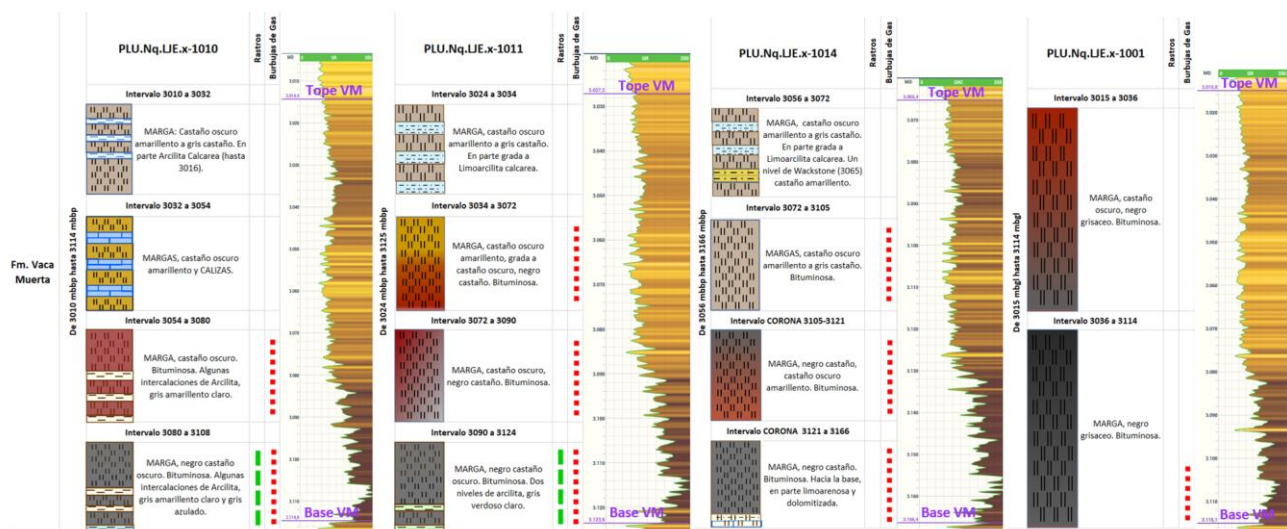 PLU.Nq.LJE.x-1010
Rastros
Burbujas de Gas
Fm. Vaca
Muerta
De 3010 mbbp hasta 3114 mbbp
Intervalo 3010 a 3032
MARGA: Castaño oscuro
amarillento a gris castaño. En
parte Arcilita Calcarea (hasta
3016).
Intervalo 3032 a 3054
MARGAS, castaño oscuro
amarillento y CALIZAS.
Intervalo 3054 a 3080
MARGA, castaño oscuro.
Bituminosa. Algunas
intercalaciones de Arcilita,
gris amarillento claro.
Intervalo 3080 a 3108
MARGA, negro castaño
oscuro. Bituminosa. Algunas
intercalaciones de Arcilita,
gris amarillento claro y gris
azulado.
MD
Tope VM
Base VM
PLU.Nq.LJE.x-1011
Rastros
Burbujas de Gas
De 3024 mbbp hasta 3125 mbbp
Intervalo 3024 a 3034
MARGA, castaño oscuro
amarillento a gris castaño.
En parte grada a
Limoarcilita calcarea.
Intervalo 3034 a 3072
MARGA, castaño oscuro
amarillento, grada a
castaño oscuro, negro
castaño. Bituminosa.
Intervalo 3072 a 3090
MARGA, castaño oscuro,
negro castaño. Bituminosa.
Intervalo 3090 a 3124
MARGA, negro castaño
oscuro. Bituminosa. Dos
niveles de arcilita, gris
verdoso claro.
MD
Tope VM
Base VM
PLU.Nq.LJE.x-1014
Rastros
Burbujas de Gas
De 3056 mbbp hasta 3166 mbbp
Intervalo 3056 a 3072
MARGA, castaño oscuro
amarillento a gris castaño.
En parte grada a
Limoarcilita calcarea. Un
nivel de Wackstone (3065)
castaño amarillento.
Intervalo 3072 a 3105
MARGAS, castaño oscuro
amarillento a gris castaño.
Bituminosa.
Intervalo CORONA 3105-3121
MARGA, negro castaño,
castaño oscuro
amarillento. Bituminosa.
Intervalo CORONA 3121 a 3166
MARGA, negro castaño.
Bituminosa. Hacia la base,
en parte limoarenosa y
dolomitizada.
MD
Tope VM
Base VM
PLU.Nq.LJE.x-1001
Rastros
Burbujas de Gas
De 3015 mbgl hasta 3114 mbgl
Intervalo 3015 a 3036
MARGA, castaño
oscuro, negro
grisaceo. Bituminosa.
Intervalo 3036 a 3114
MARGA, negro
grisaceo. Bituminosa.
MD
Tope VM
Base VM